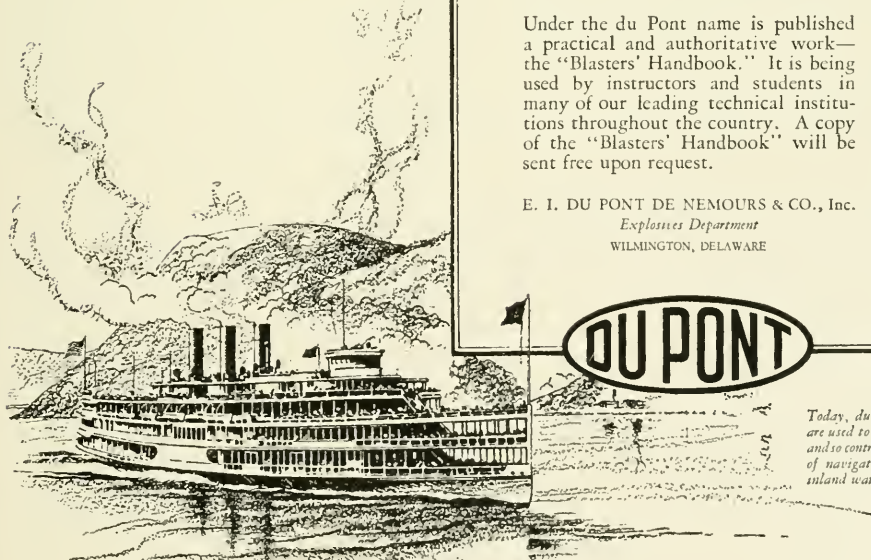 Under the du Pont name is published
a practical and authoritative work—
the “Blasters’ Handbook.” It is being
used by instructors and students in
many of our leading technical institu-
tions throughout the country. A copy
of the “Blasters’ Handbook” will be
sent free upon request.
E. I. DU PONT DE NEMOURS & CO., Inc.
Explosives Department
WILMINGTON, DELAWARE
DU PONT
Today, du
are used to
and so contr
of navigat
inland wat